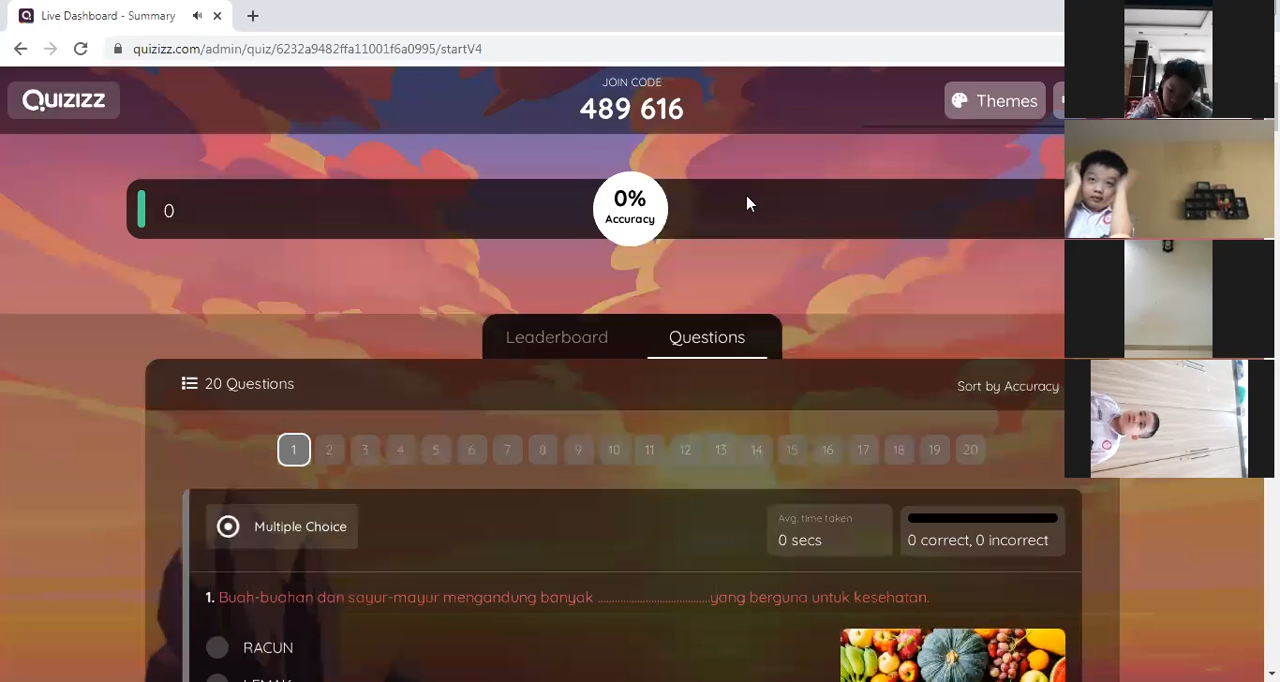 Live Dashboard - Summary
quizizz.com/admin/quiz/6232a9482ffa11001f6a0995/startV4
QUIZIZZ
JOIN CODE
489 616
Themes
0
0%
Accuracy
Leaderboard
Questions
20 Questions
Sort by Accuracy
1 2 3 4 5 6 7 8 9 10 11 12 13 14 15 16 17 18 19 20
Multiple Choice
Avg. time taken
0 secs
0 correct, 0 incorrect
1. Buah-buahan dan sayur-mayur mengandung banyak ......................................yang berguna untuk kesehatan.
RACUN
LEMAK